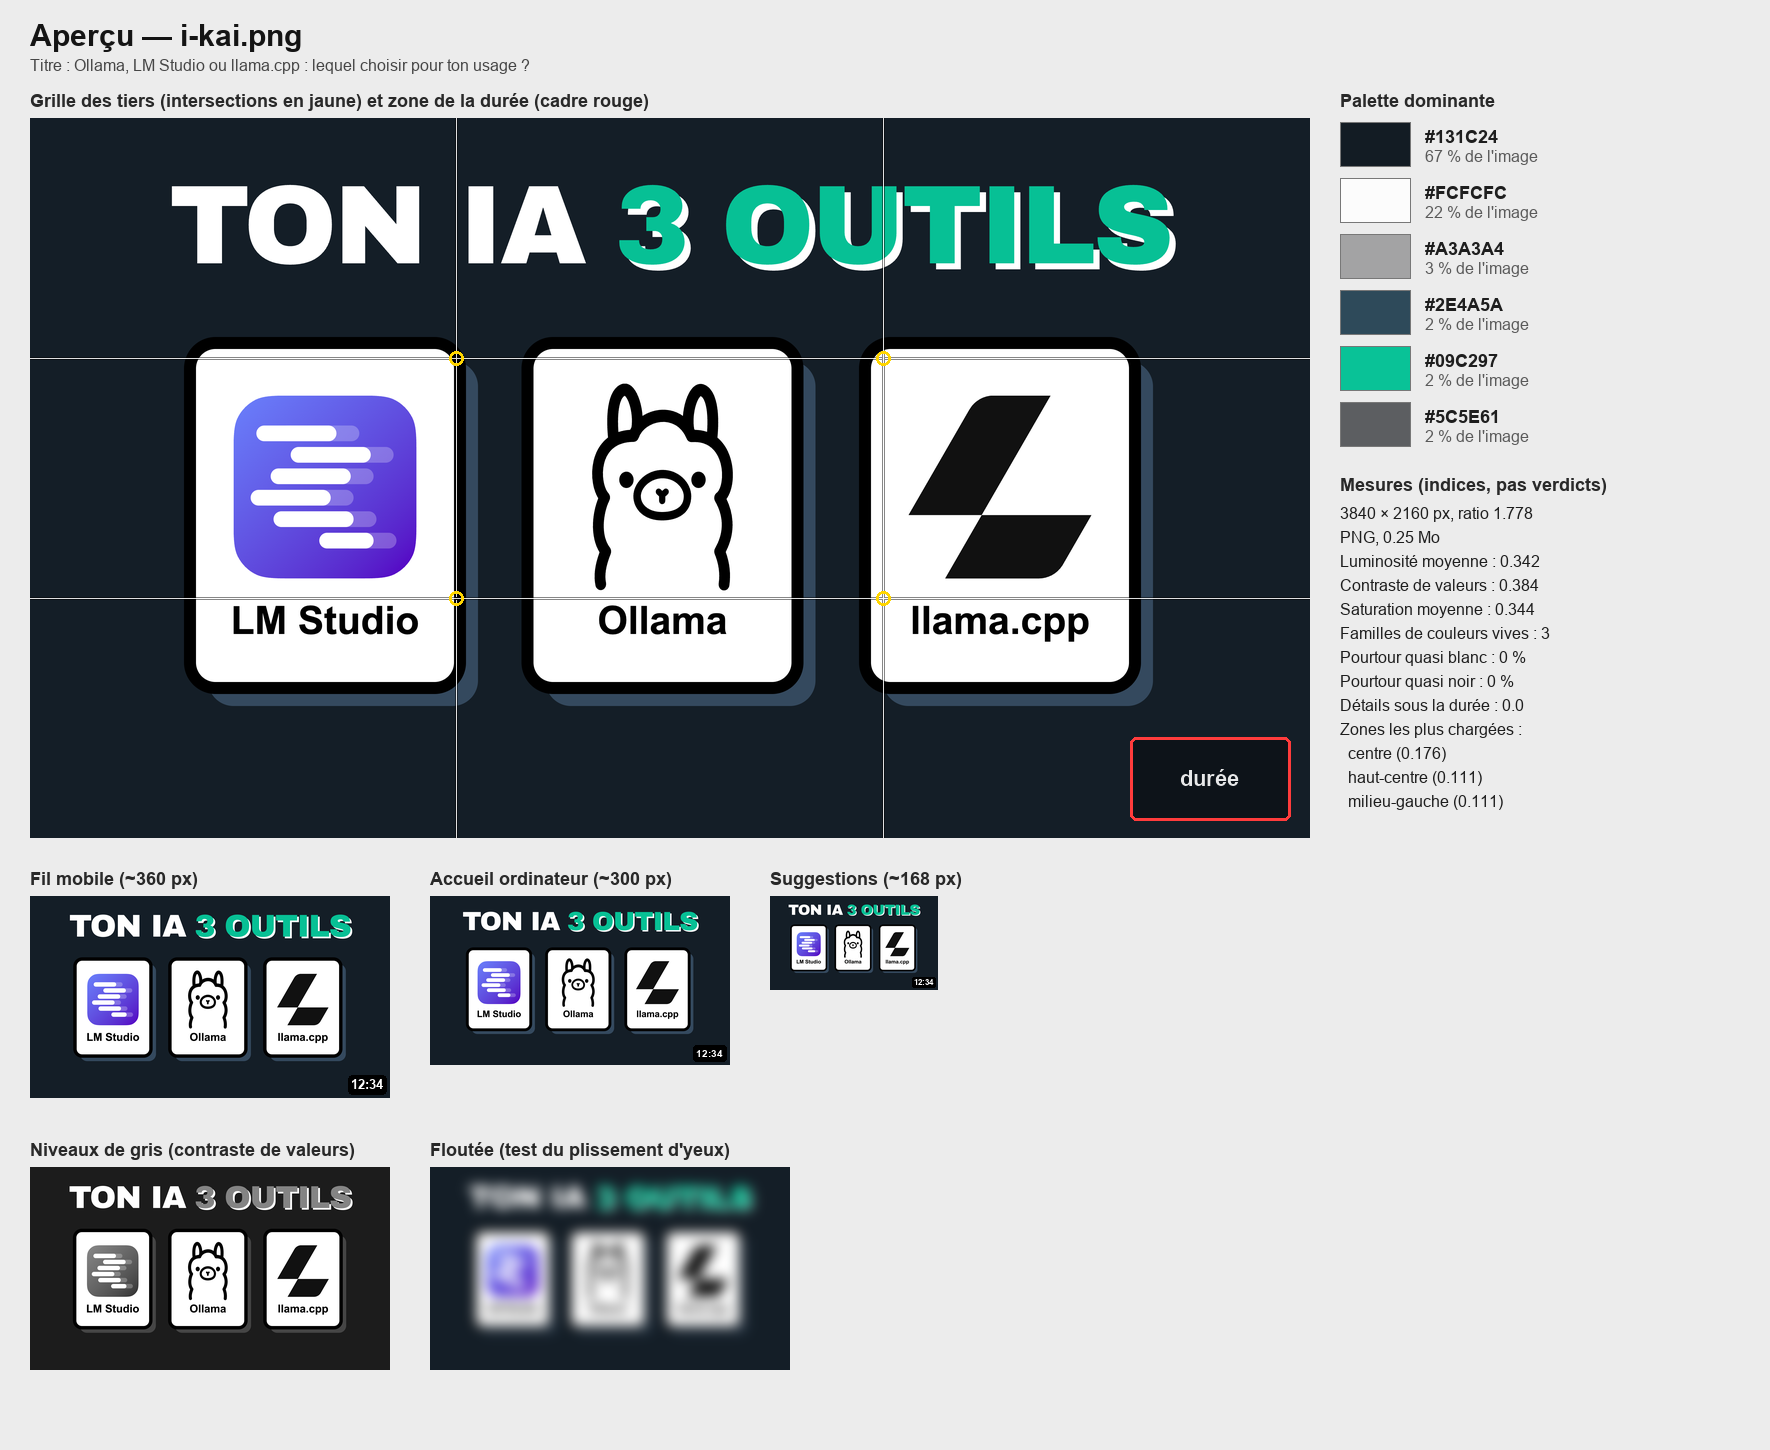 Aperçu — i-kai.png
Titre : Ollama, LM Studio ou llama.cpp : lequel choisir pour ton usage ?
Grille des tiers (intersections en jaune) et zone de la durée (cadre rouge)
TON IA 3 OUTILS
LM Studio
Ollama
llama.cpp
durée
Palette dominante
#131C24
67 % de l'image
#FCFCFC
22 % de l'image
#A3A3A4
3 % de l'image
#2E4A5A
2 % de l'image
#09C297
2 % de l'image
#5C5E61
2 % de l'image
Mesures (indices, pas verdicts)
3840 × 2160 px, ratio 1.778
PNG, 0.25 Mo
Luminosité moyenne : 0.342
Contraste de valeurs : 0.384
Saturation moyenne : 0.344
Familles de couleurs vives : 3
Pourtour quasi blanc : 0 %
Pourtour quasi noir : 0 %
Détails sous la durée : 0.0
Zones les plus chargées :
centre (0.176)
haut-centre (0.111)
milieu-gauche (0.111)
Fil mobile (~360 px)
TON IA 3 OUTILS
LM Studio
Ollama
llama.cpp
12:34
Accueil ordinateur (~300 px)
TON IA 3 OUTILS
LM Studio
Ollama
llama.cpp
12:34
Suggestions (~168 px)
TON IA 3 OUTILS
LM Studio
Ollama
llama.cpp
12:34
Niveaux de gris (contraste de valeurs)
TON IA 3 OUTILS
LM Studio
Ollama
llama.cpp
Floutée (test du plissement d'yeux)
TON IA 3 OUTILS